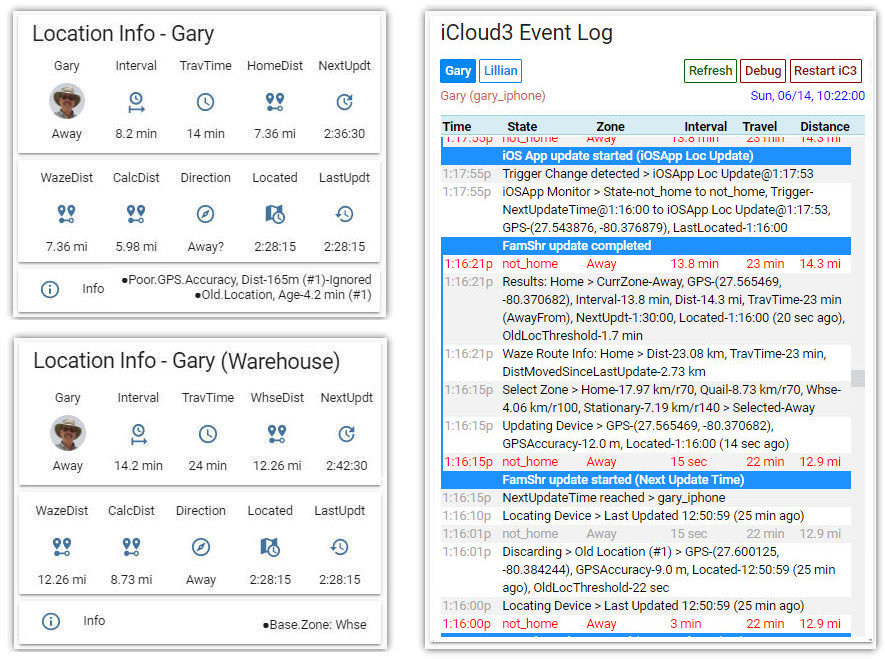 Location Info - Gary
Gary Interval TravTime HomeDist NextUpdt
Away 8.2 min 14 min 7.36 mi 2:36:30
WazeDist CalcDist Direction Located LastUpdt
7.36 mi 5.98 mi Away? 2:28:15 2:28:15
Info
●Poor.GPS.Accuracy, Dist-165m (#1)-Ignored
●Old.Location, Age-4.2 min (#1)
Location Info - Gary (Warehouse)
Gary Interval TravTime WhseDist NextUpdt
Away 14.2 min 24 min 12.26 mi 2:42:30
WazeDist CalcDist Direction Located LastUpdt
12.26 mi 8.73 mi Away 2:28:15 2:28:15
Info ●Base.Zone: Whse
iCloud3 Event Log
Gary Lillian Refresh Debug Restart iC3
Gary (gary_iphone) Sun, 06/14, 10:22:00
Time State Zone Interval Travel Distance
1:17:55p not_home Away 13.8 min 23 min 14.3 mi
iOS App update started (iOSApp Loc Update)
1:17:55p Trigger Change detected > iOSApp Loc Update@1:17:53
1:17:55p iOSApp Monitor > State-not_home to not_home, Trigger-
NextUpdateTime@1:16:00 to iOSApp Loc Update@1:17:53,
GPS-(27.543876, -80.376879), LastLocated-1:16:00
FamShr update completed
1:16:21p not_home Away 13.8 min 23 min 14.3 mi
1:16:21p Results: Home > CurrZone-Away, GPS-(27.565469,
-80.370682), Interval-13.8 min, Dist-14.3 mi, TravTime-23 min
(AwayFrom), NextUpdt-1:30:00, Located-1:16:00 (20 sec ago),
OldLocThreshold-1.7 min
1:16:21p Waze Route Info: Home > Dist-23.08 km, TravTime-23 min,
DistMovedSinceLastUpdate-2.73 km
1:16:15p Select Zone > Home-17.97 km/r70, Quail-8.73 km/r70, Whse-
4.06 km/r100, Stationary-7.19 km/r140 > Selected-Away
1:16:15p Updating Device > GPS-(27.565469, -80.370682),
GPSAccuracy-12.0 m, Located-1:16:00 (14 sec ago)
1:16:15p not_home Away 15 sec 22 min 12.9 mi
FamShr update started (Next Update Time)
1:16:15p NextUpdateTime reached > gary_iphone
1:16:10p Locating Device > Last Updated 12:50:59 (25 min ago)
1:16:01p not_home Away 15 sec 22 min 12.9 mi
1:16:01p Discarding > Old Location (#1) > GPS-(27.600125,
-80.384244), GPSAccuracy-9.0 m, Located-12:50:59 (25 min
ago), OldLocThreshold-22 sec
1:16:00p Locating Device > Last Updated 12:50:59 (25 min ago)
1:16:00p not_home Away 3 min 22 min 12.9 mi